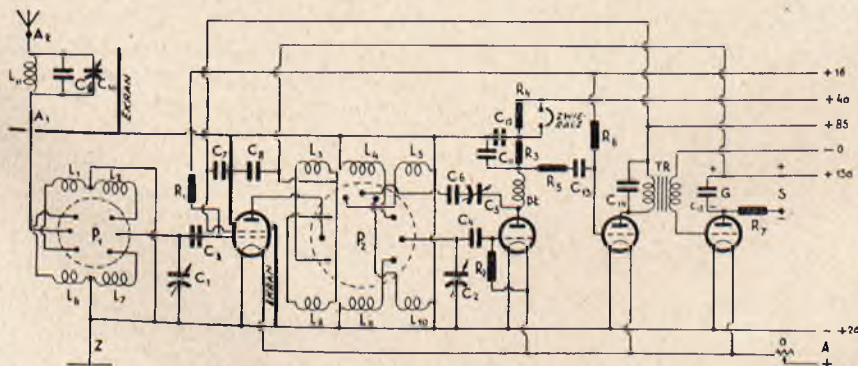 A2
L11
C9
C10
EKRAN
A1
L1
L2
P1
L6
L7
Z
R1
C7
C8
C3
C1
EKRAN
L3
L4
L5
P2
L8
L9
L10
C6
C5
C4
C2
R2
C12
C11
R4
ZWIE-
RACZ
R3
DŁ
R5
C13
R6
C14
TR
G
R7
S
+
-
+16
+40
+85
- 0
+150
- +20
O
A
+